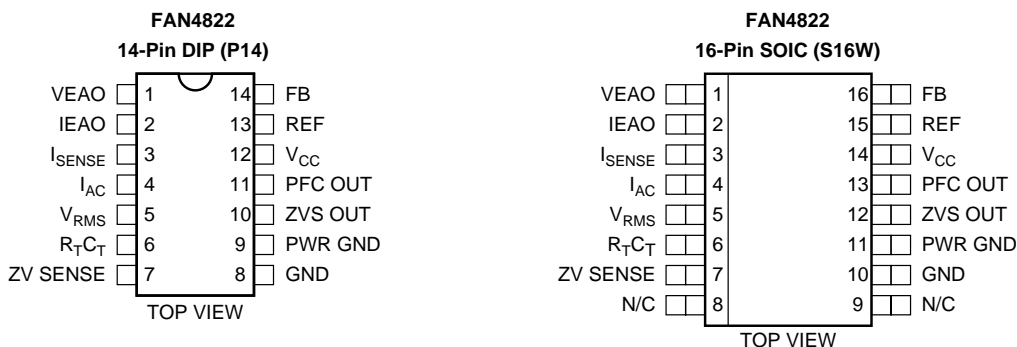 FAN4822
14-Pin DIP (P14)
VEAO 1 14 FB
IEAO 2 13 REF
ISENSE 3 12 VCC
IAC 4 11 PFC OUT
VRMS 5 10 ZVS OUT
RTCT 6 9 PWR GND
ZV SENSE 7 8 GND
TOP VIEW
FAN4822
16-Pin SOIC (S16W)
VEAO 1 16 FB
IEAO 2 15 REF
ISENSE 3 14 VCC
IAC 4 13 PFC OUT
VRMS 5 12 ZVS OUT
RTCT 6 11 PWR GND
ZV SENSE 7 10 GND
N/C 8 9 N/C
TOP VIEW